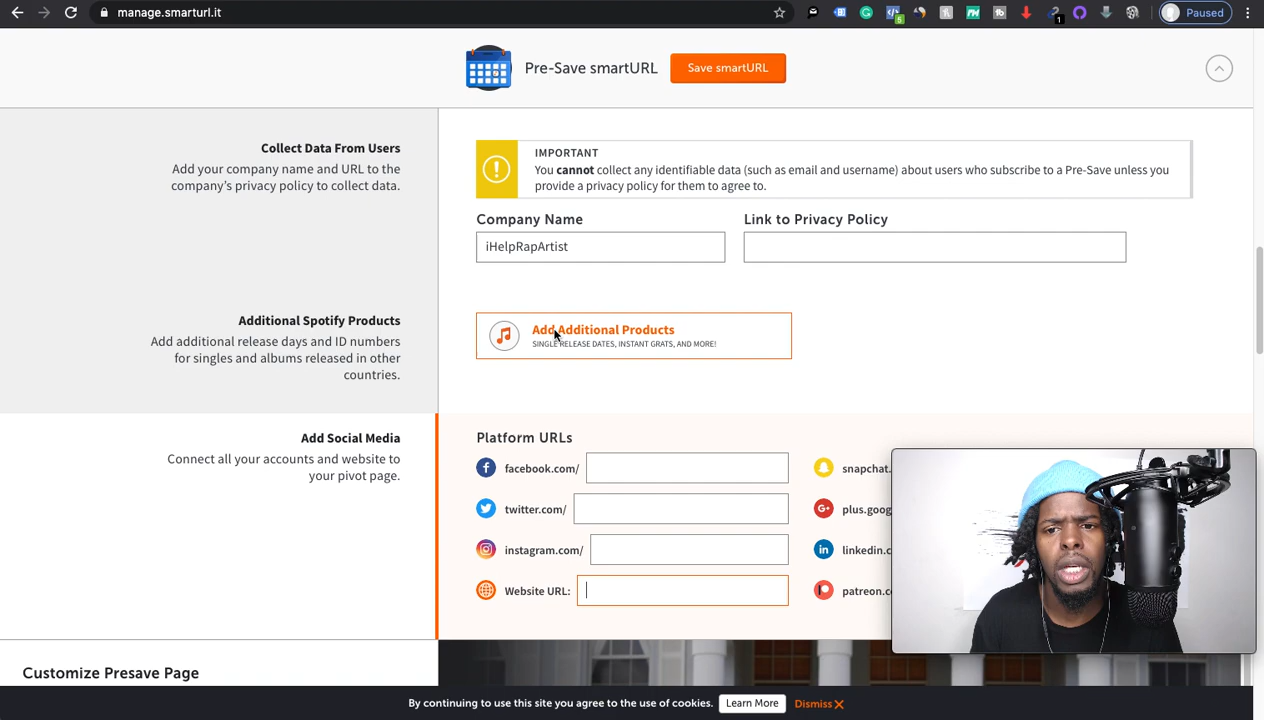 manage.smarturl.it
Paused
5
1
Pre-Save smartURL
Save smartURL
Collect Data From Users
Add your company name and URL to the
company's privacy policy to collect data.
IMPORTANT
You cannot collect any identifiable data (such as email and username) about users who subscribe to a Pre-Save unless you
provide a privacy policy for them to agree to.
Company Name
Link to Privacy Policy
iHelpRapArtist
Additional Spotify Products
Add additional release days and ID numbers
for singles and albums released in other
countries.
Add Additional Products
SINGLE RELEASE DATES, INSTANT GRATS, AND MORE!
Add Social Media
Connect all your accounts and website to
your pivot page.
Platform URLs
facebook.com/
snapchat.
twitter.com/
plus.goog
instagram.com/
linkedin.c
Website URL:
patreon.c
Customize Presave Page
By continuing to use this site you agree to the use of cookies.
Learn More
Dismiss